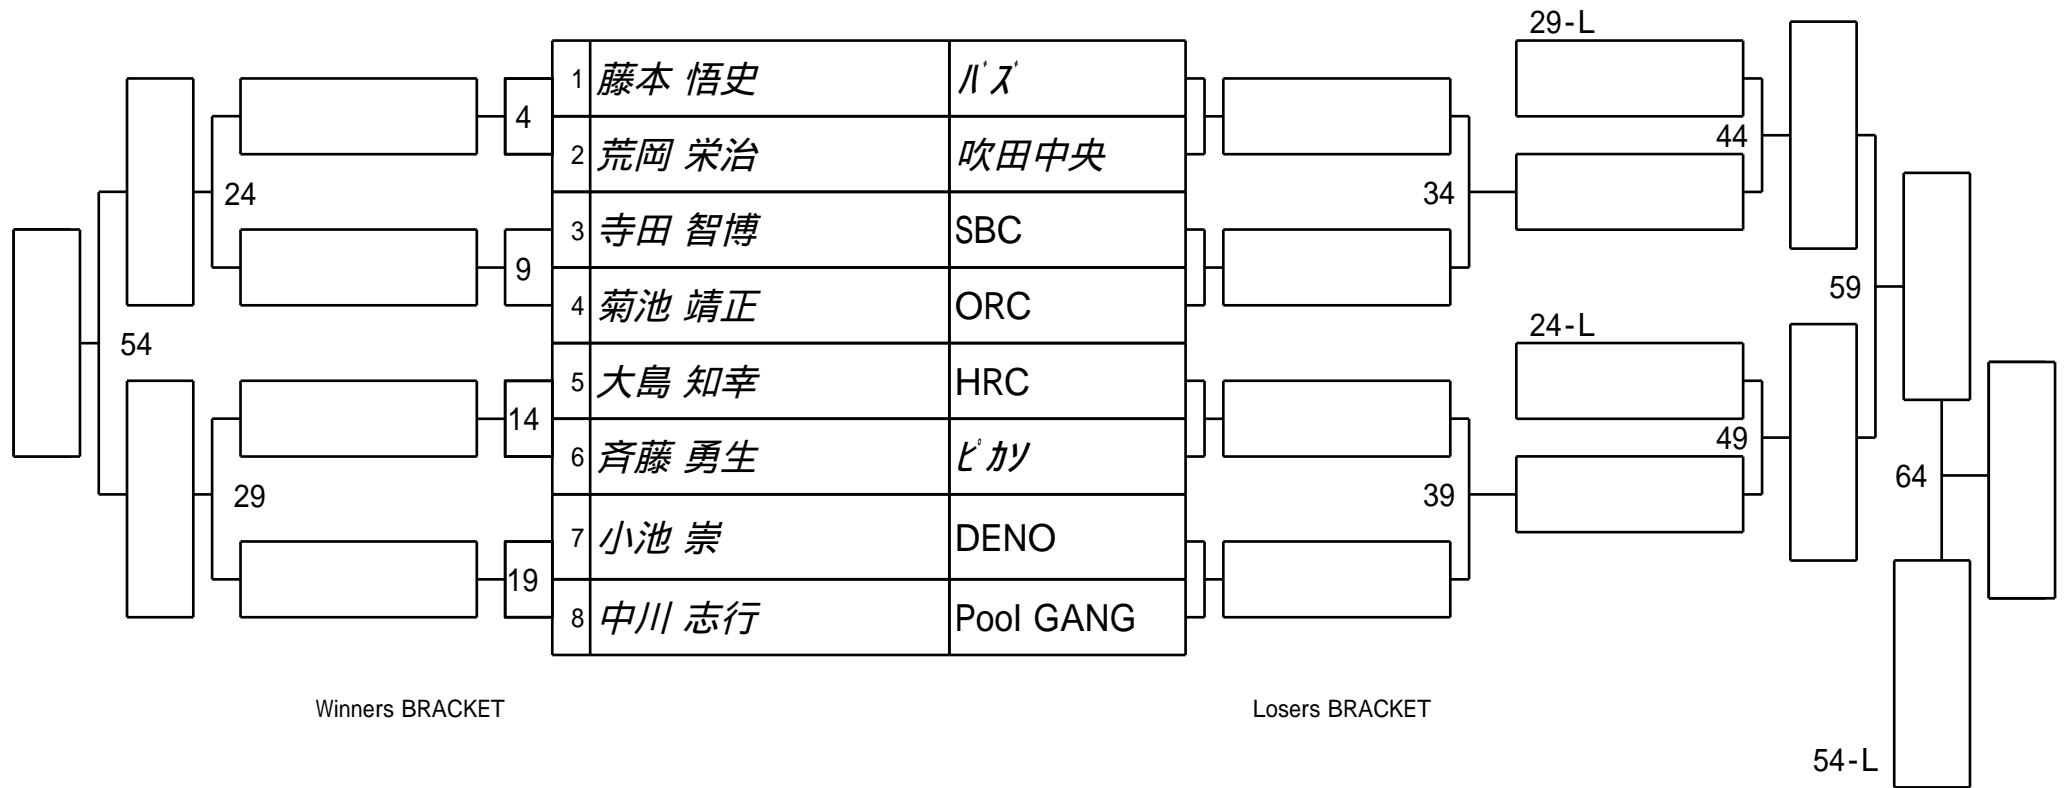 29-L
1 藤本 悟史 バズ
4
2 荒岡 栄治 吹田中央
44
24
34
3 寺田 智博 SBC
9
4 菊池 靖正 ORC
59
24-L
54
5 大島 知幸 HRC
14
49
6 斉藤 勇生 ピカソ
64
29
39
7 小池 崇 DENO
19
8 中川 志行 Pool GANG
Winners BRACKET
Losers BRACKET
54-L